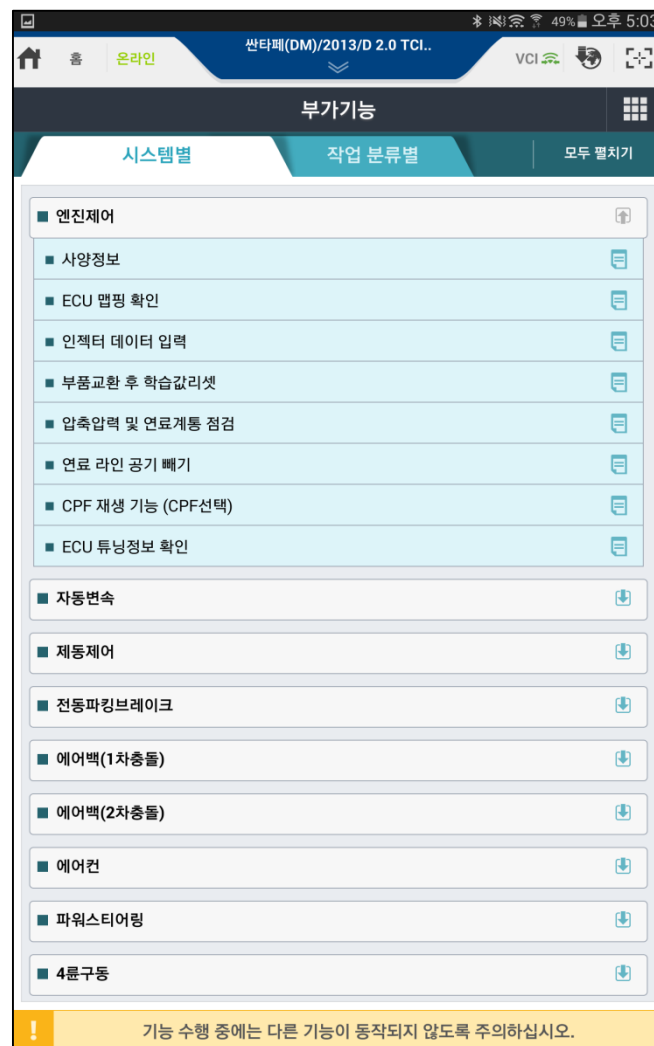 49% 오후 5:03
홈 온라인 싼타페(DM)/2013/D 2.0 TCI.. VCI
부가기능
시스템별 작업 분류별 모두 펼치기
엔진제어
사양정보
ECU 맵핑 확인
인젝터 데이터 입력
부품교환 후 학습값리셋
압축압력 및 연료계통 점검
연료 라인 공기 빼기
CPF 재생 기능 (CPF선택)
ECU 튜닝정보 확인
자동변속
제동제어
전동파킹브레이크
에어백(1차충돌)
에어백(2차충돌)
에어컨
파워스티어링
4륜구동
! 기능 수행 중에는 다른 기능이 동작되지 않도록 주의하십시오.